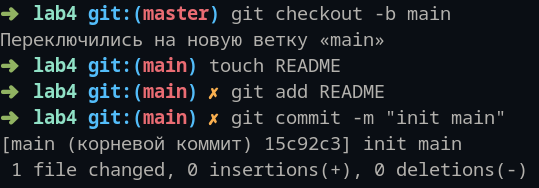 ➜ lab4 git:(master) git checkout -b main
Переключились на новую ветку «main»
➜ lab4 git:(main) touch README
➜ lab4 git:(main) ✗ git add README
➜ lab4 git:(main) ✗ git commit -m "init main"
[main (корневой коммит) 15c92c3] init main
1 file changed, 0 insertions(+), 0 deletions(-)